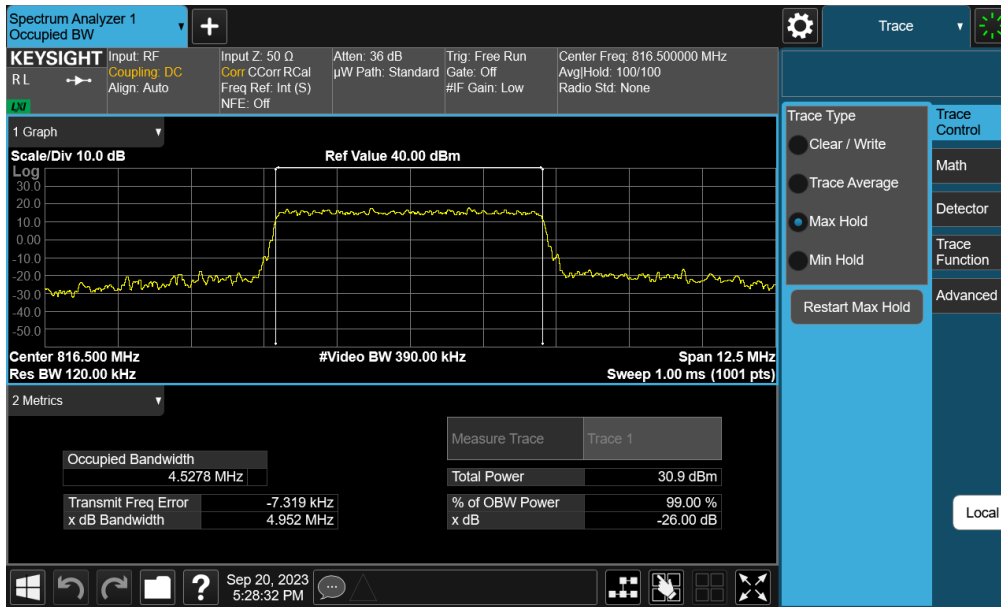 Spectrum Analyzer 1
Occupied BW
Trace
KEYSIGHT
R L
LXI
Input: RF
Coupling: DC
Align: Auto
Input Z: 50 Ω
Corr CCorr RCal
Freq Ref: Int (S)
NFE: Off
Atten: 36 dB
µW Path: Standard
Trig: Free Run
Gate: Off
#IF Gain: Low
Center Freq: 816.500000 MHz
Avg|Hold: 100/100
Radio Std: None
1 Graph
Scale/Div 10.0 dB
Ref Value 40.00 dBm
Log
30.0
20.0
10.0
0.00
-10.0
-20.0
-30.0
-40.0
-50.0
Center 816.500 MHz
#Video BW 390.00 kHz
Span 12.5 MHz
Res BW 120.00 kHz
Sweep 1.00 ms (1001 pts)
2 Metrics
Measure Trace
Trace 1
Occupied Bandwidth
4.5278 MHz
Total Power
30.9 dBm
Transmit Freq Error
-7.319 kHz
% of OBW Power
99.00 %
x dB Bandwidth
4.952 MHz
x dB
-26.00 dB
Trace Type
Clear / Write
Trace Average
Max Hold
Min Hold
Restart Max Hold
Trace
Control
Math
Detector
Trace
Function
Advanced
Local
?
Sep 20, 2023
5:28:32 PM